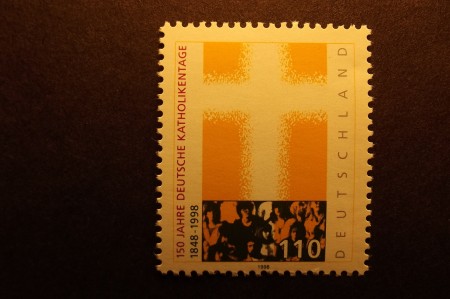 150 JAHRE DEUTSCHE KATHOLIKENTAGE
1848-1998
DEUTSCHLAND
110
1998